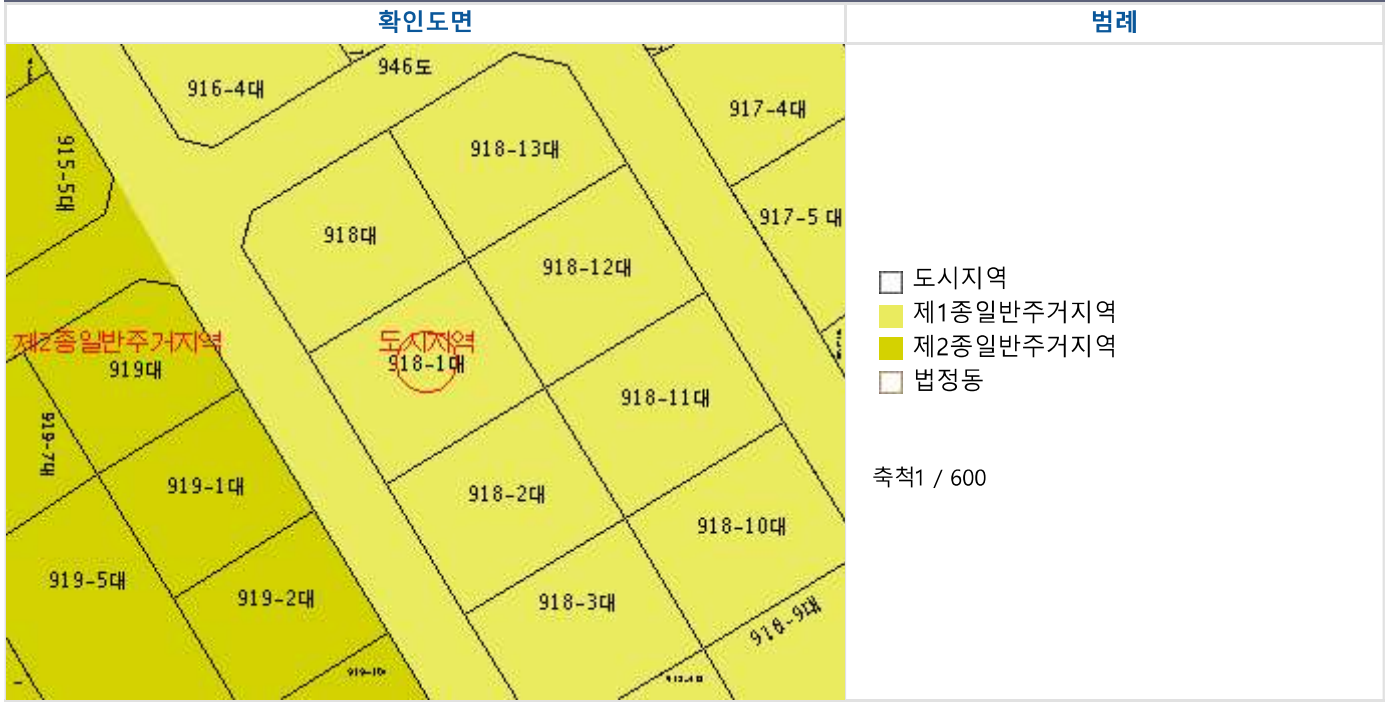 확인도면
범례
946도
916-4대
917-4대
918-13대
915-5대
917-5 대
918대
918-12대
제2종일반주거지역
도시지역
918-1대
919대
918-11대
919-7대
919-1대
918-2대
918-10대
919-5대
919-2대
918-3대
918-9대
919-10
도시지역
제1종일반주거지역
제2종일반주거지역
법정동
축척1 / 600